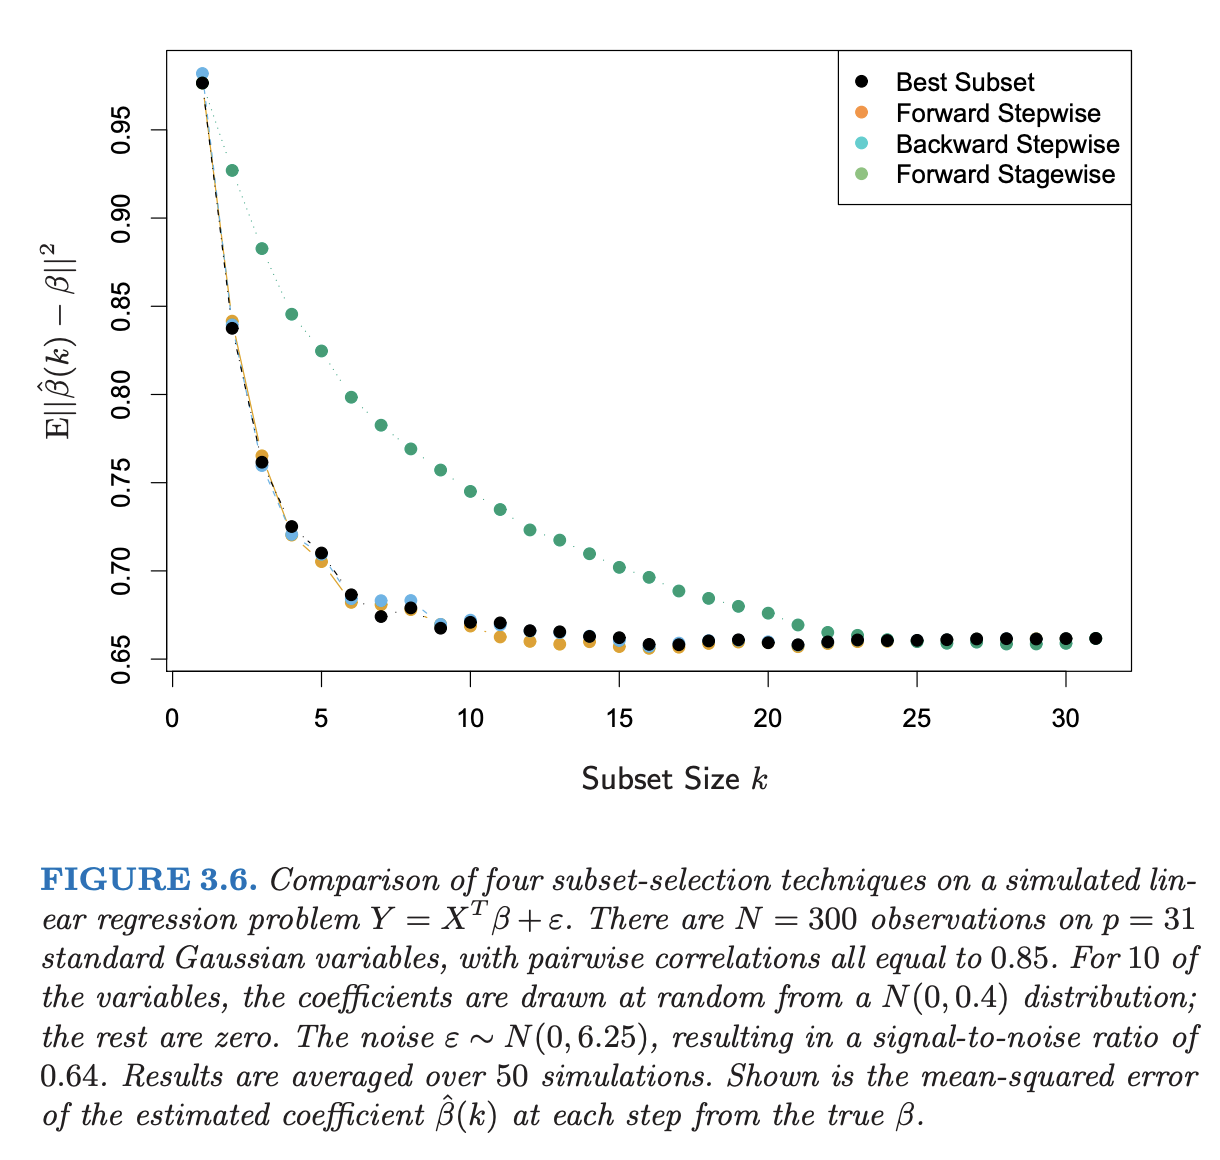 Best Subset
Forward Stepwise
Backward Stepwise
Forward Stagewise
E||β̂(k) − β||²
0.95
0.90
0.85
0.80
0.75
0.70
0.65
0 5 10 15 20 25 30
Subset Size k
FIGURE 3.6. Comparison of four subset-selection techniques on a simulated lin-
ear regression problem Y = Xᵀβ + ε. There are N = 300 observations on p = 31
standard Gaussian variables, with pairwise correlations all equal to 0.85. For 10 of
the variables, the coefficients are drawn at random from a N(0, 0.4) distribution;
the rest are zero. The noise ε ∼ N(0, 6.25), resulting in a signal-to-noise ratio of
0.64. Results are averaged over 50 simulations. Shown is the mean-squared error
of the estimated coefficient β̂(k) at each step from the true β.